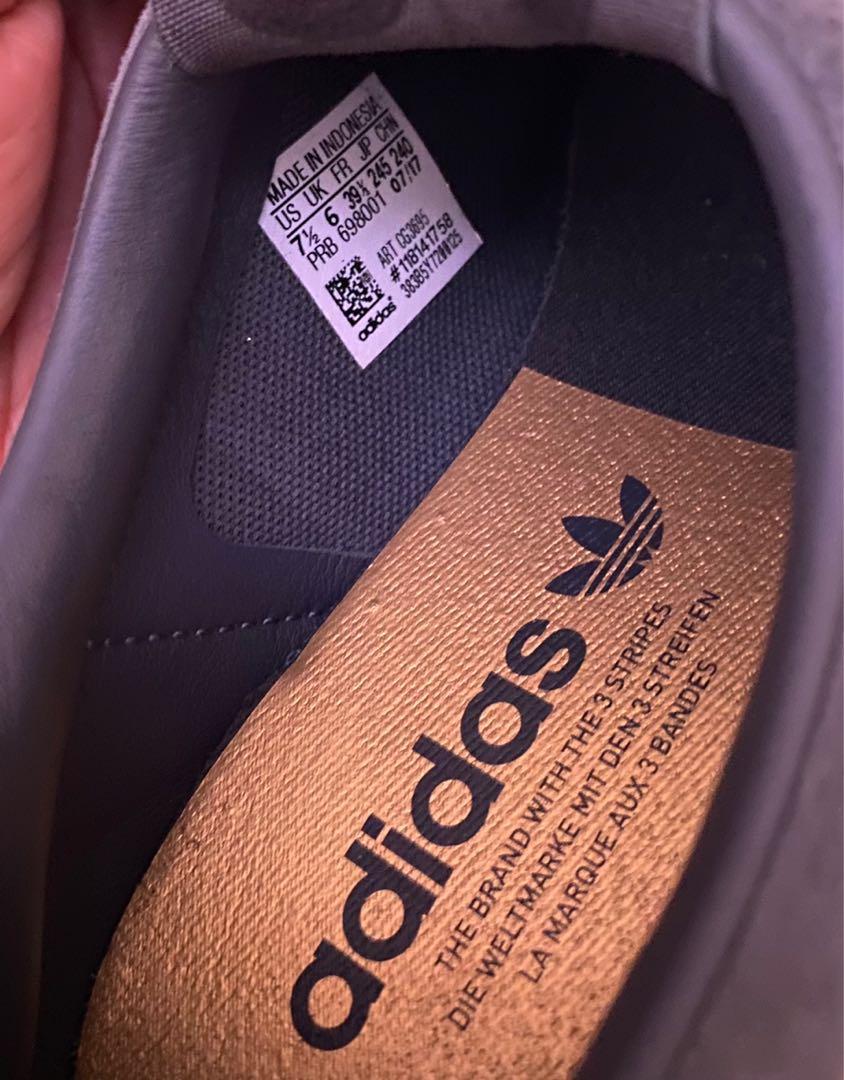 MADE IN INDONESIA
US UK FR JP CHN
7½ 6 39⅓ 245 240
PRB 698001 07/17
ART CG3695
#118141758
3838SY7200125
adidas
adidas
THE BRAND WITH THE 3 STRIPES
DIE WELTMARKE MIT DEN 3 STREIFEN
LA MARQUE AUX 3 BANDES